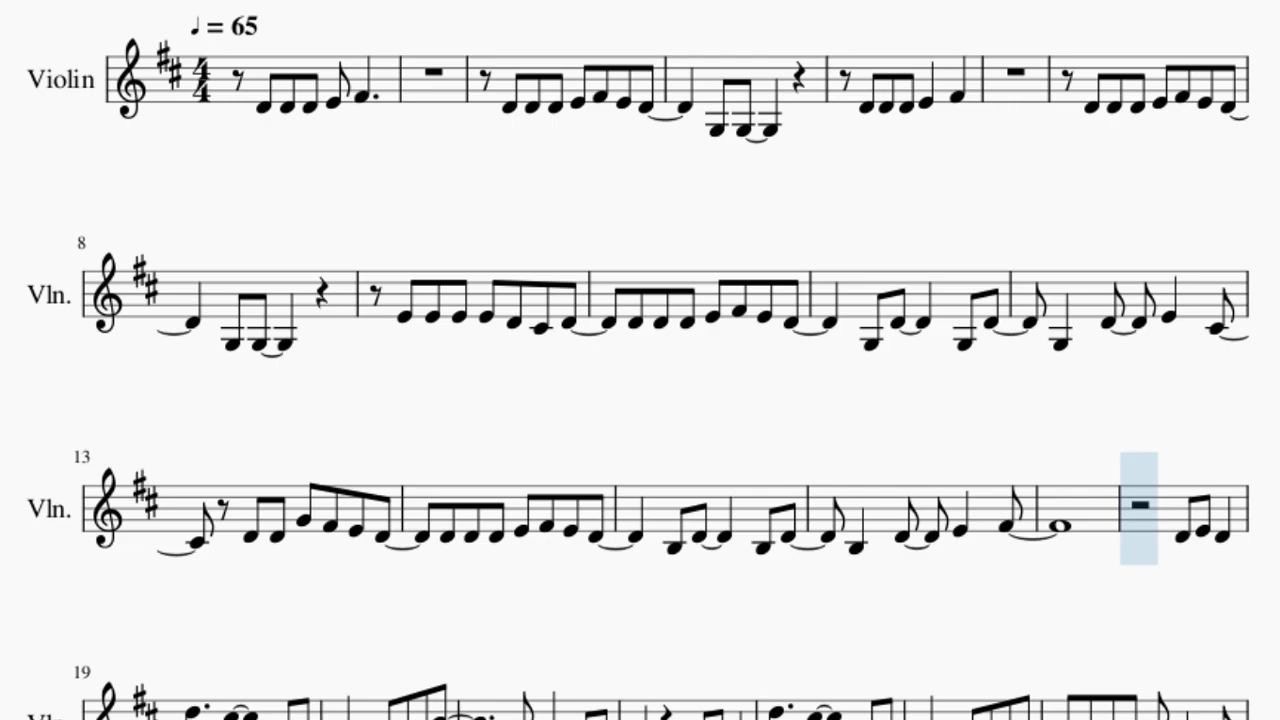 ♩ = 65
Violin
4
4
8
Vln.
13
Vln.
19
Vln.